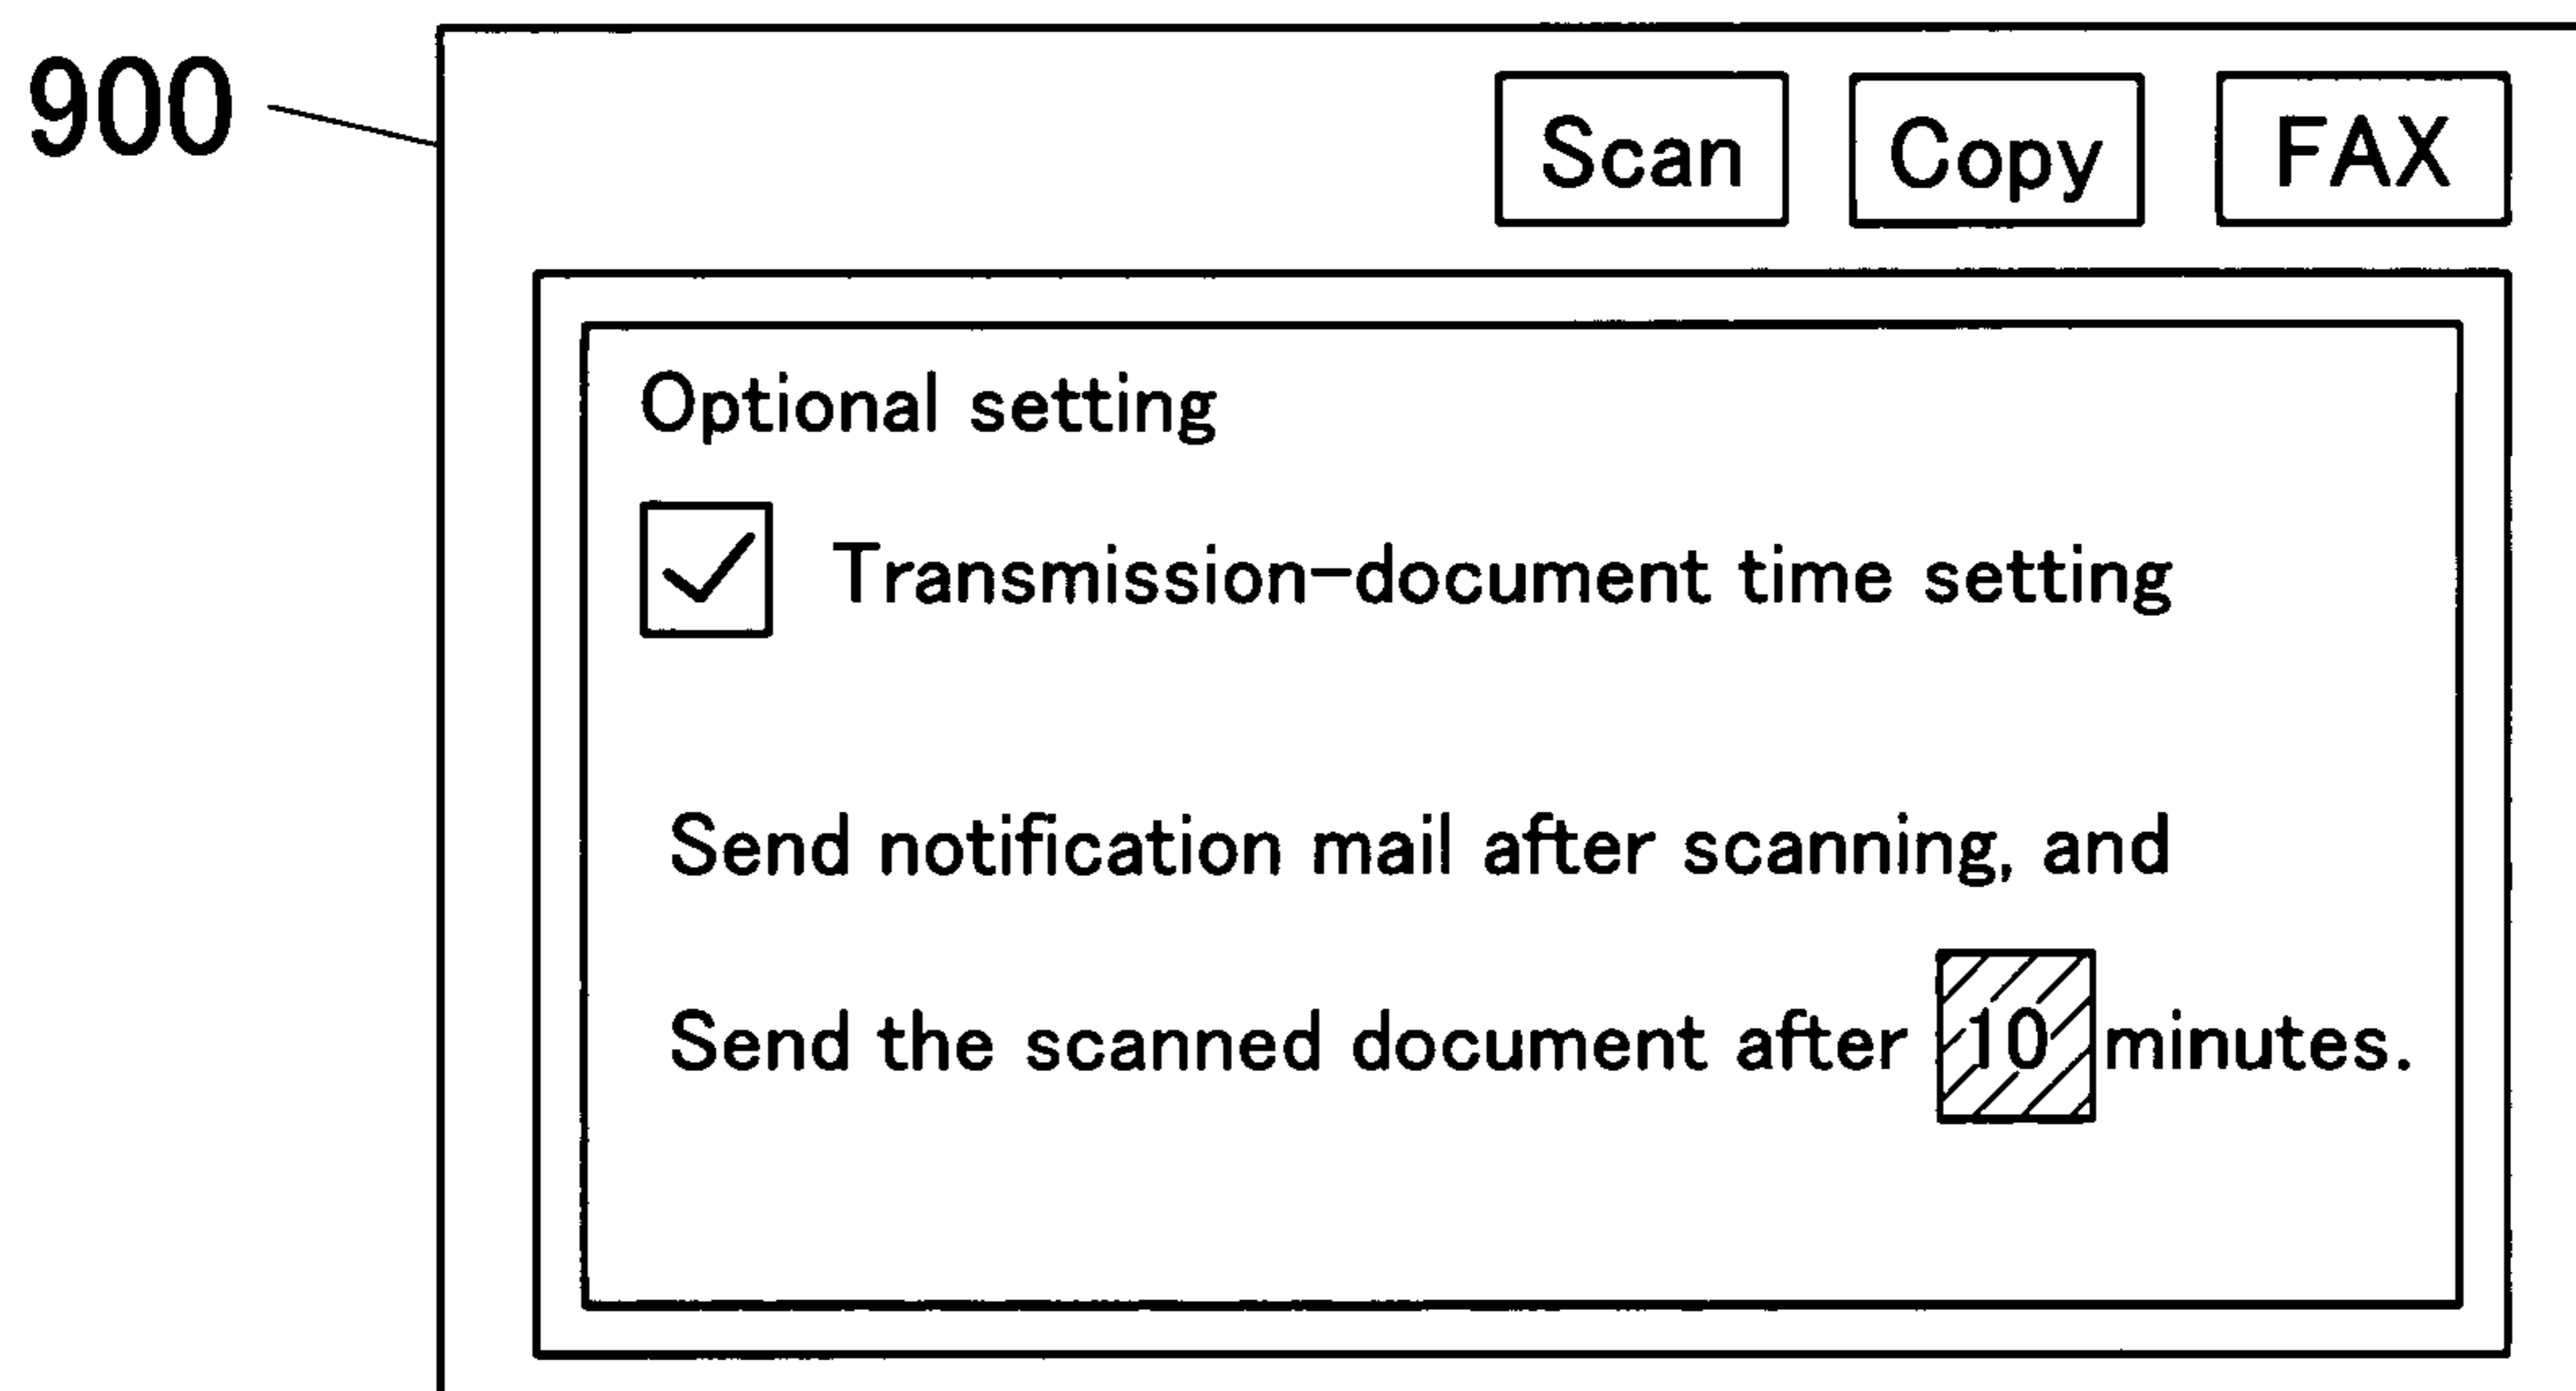 900
Scan Copy FAX
Optional setting
Transmission-document time setting
Send notification mail after scanning, and
Send the scanned document after 10 minutes.